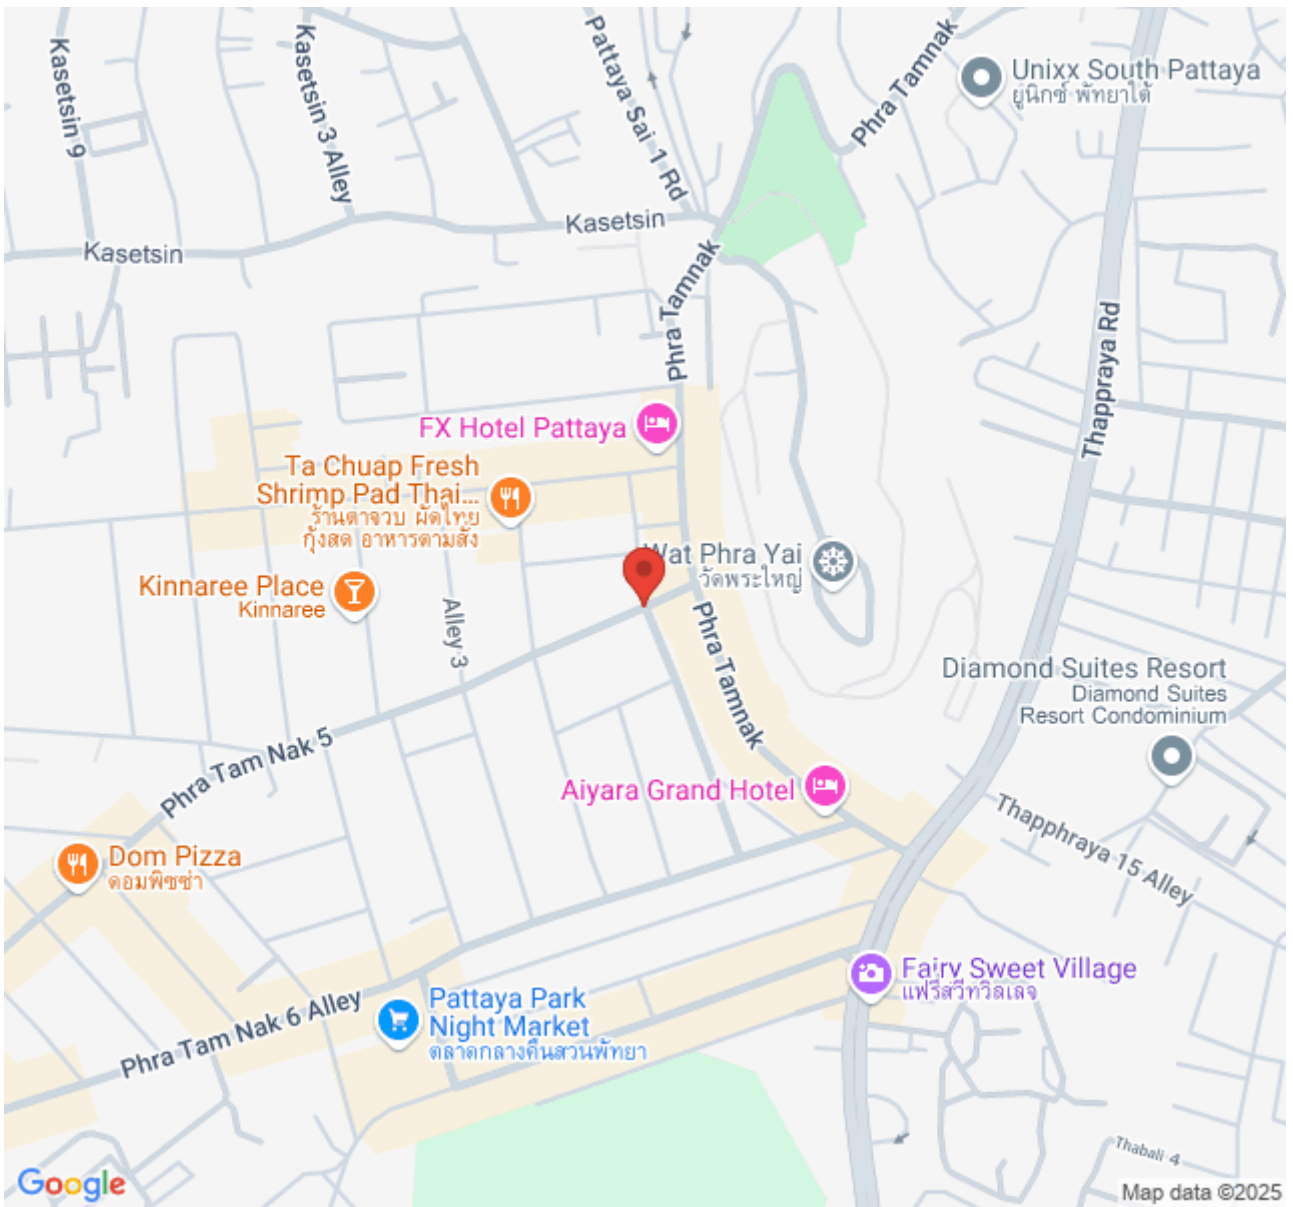 Kasetsin 9
Kasetsin 3 Alley
Pattaya Sai 1 Rd
Phra Tamnak
Unixx South Pattaya
ยูนิกซ์ พัทยาใต้
Kasetsin
Kasetsin
Phra Tamnak
Thappraya Rd
FX Hotel Pattaya
Ta Chuap Fresh
Shrimp Pad Thai...
ร้านตาจวบ ผัดไทย
กุ้งสด อาหารตามสั่ง
Wat Phra Yai
วัดพระใหญ่
Kinnaree Place
Kinnaree
Alley 3
Phra Tamnak
Diamond Suites Resort
Diamond Suites
Resort Condominium
Phra Tam Nak 5
Aiyara Grand Hotel
Thapphraya 15 Alley
Dom Pizza
ดอมพิซซ่า
Fairy Sweet Village
แฟรี่สวีทวิลเลจ
Pattaya Park
Night Market
ตลาดกลางคืนสวนพัทยา
Phra Tam Nak 6 Alley
Thabali 4
Google
Map data ©2025